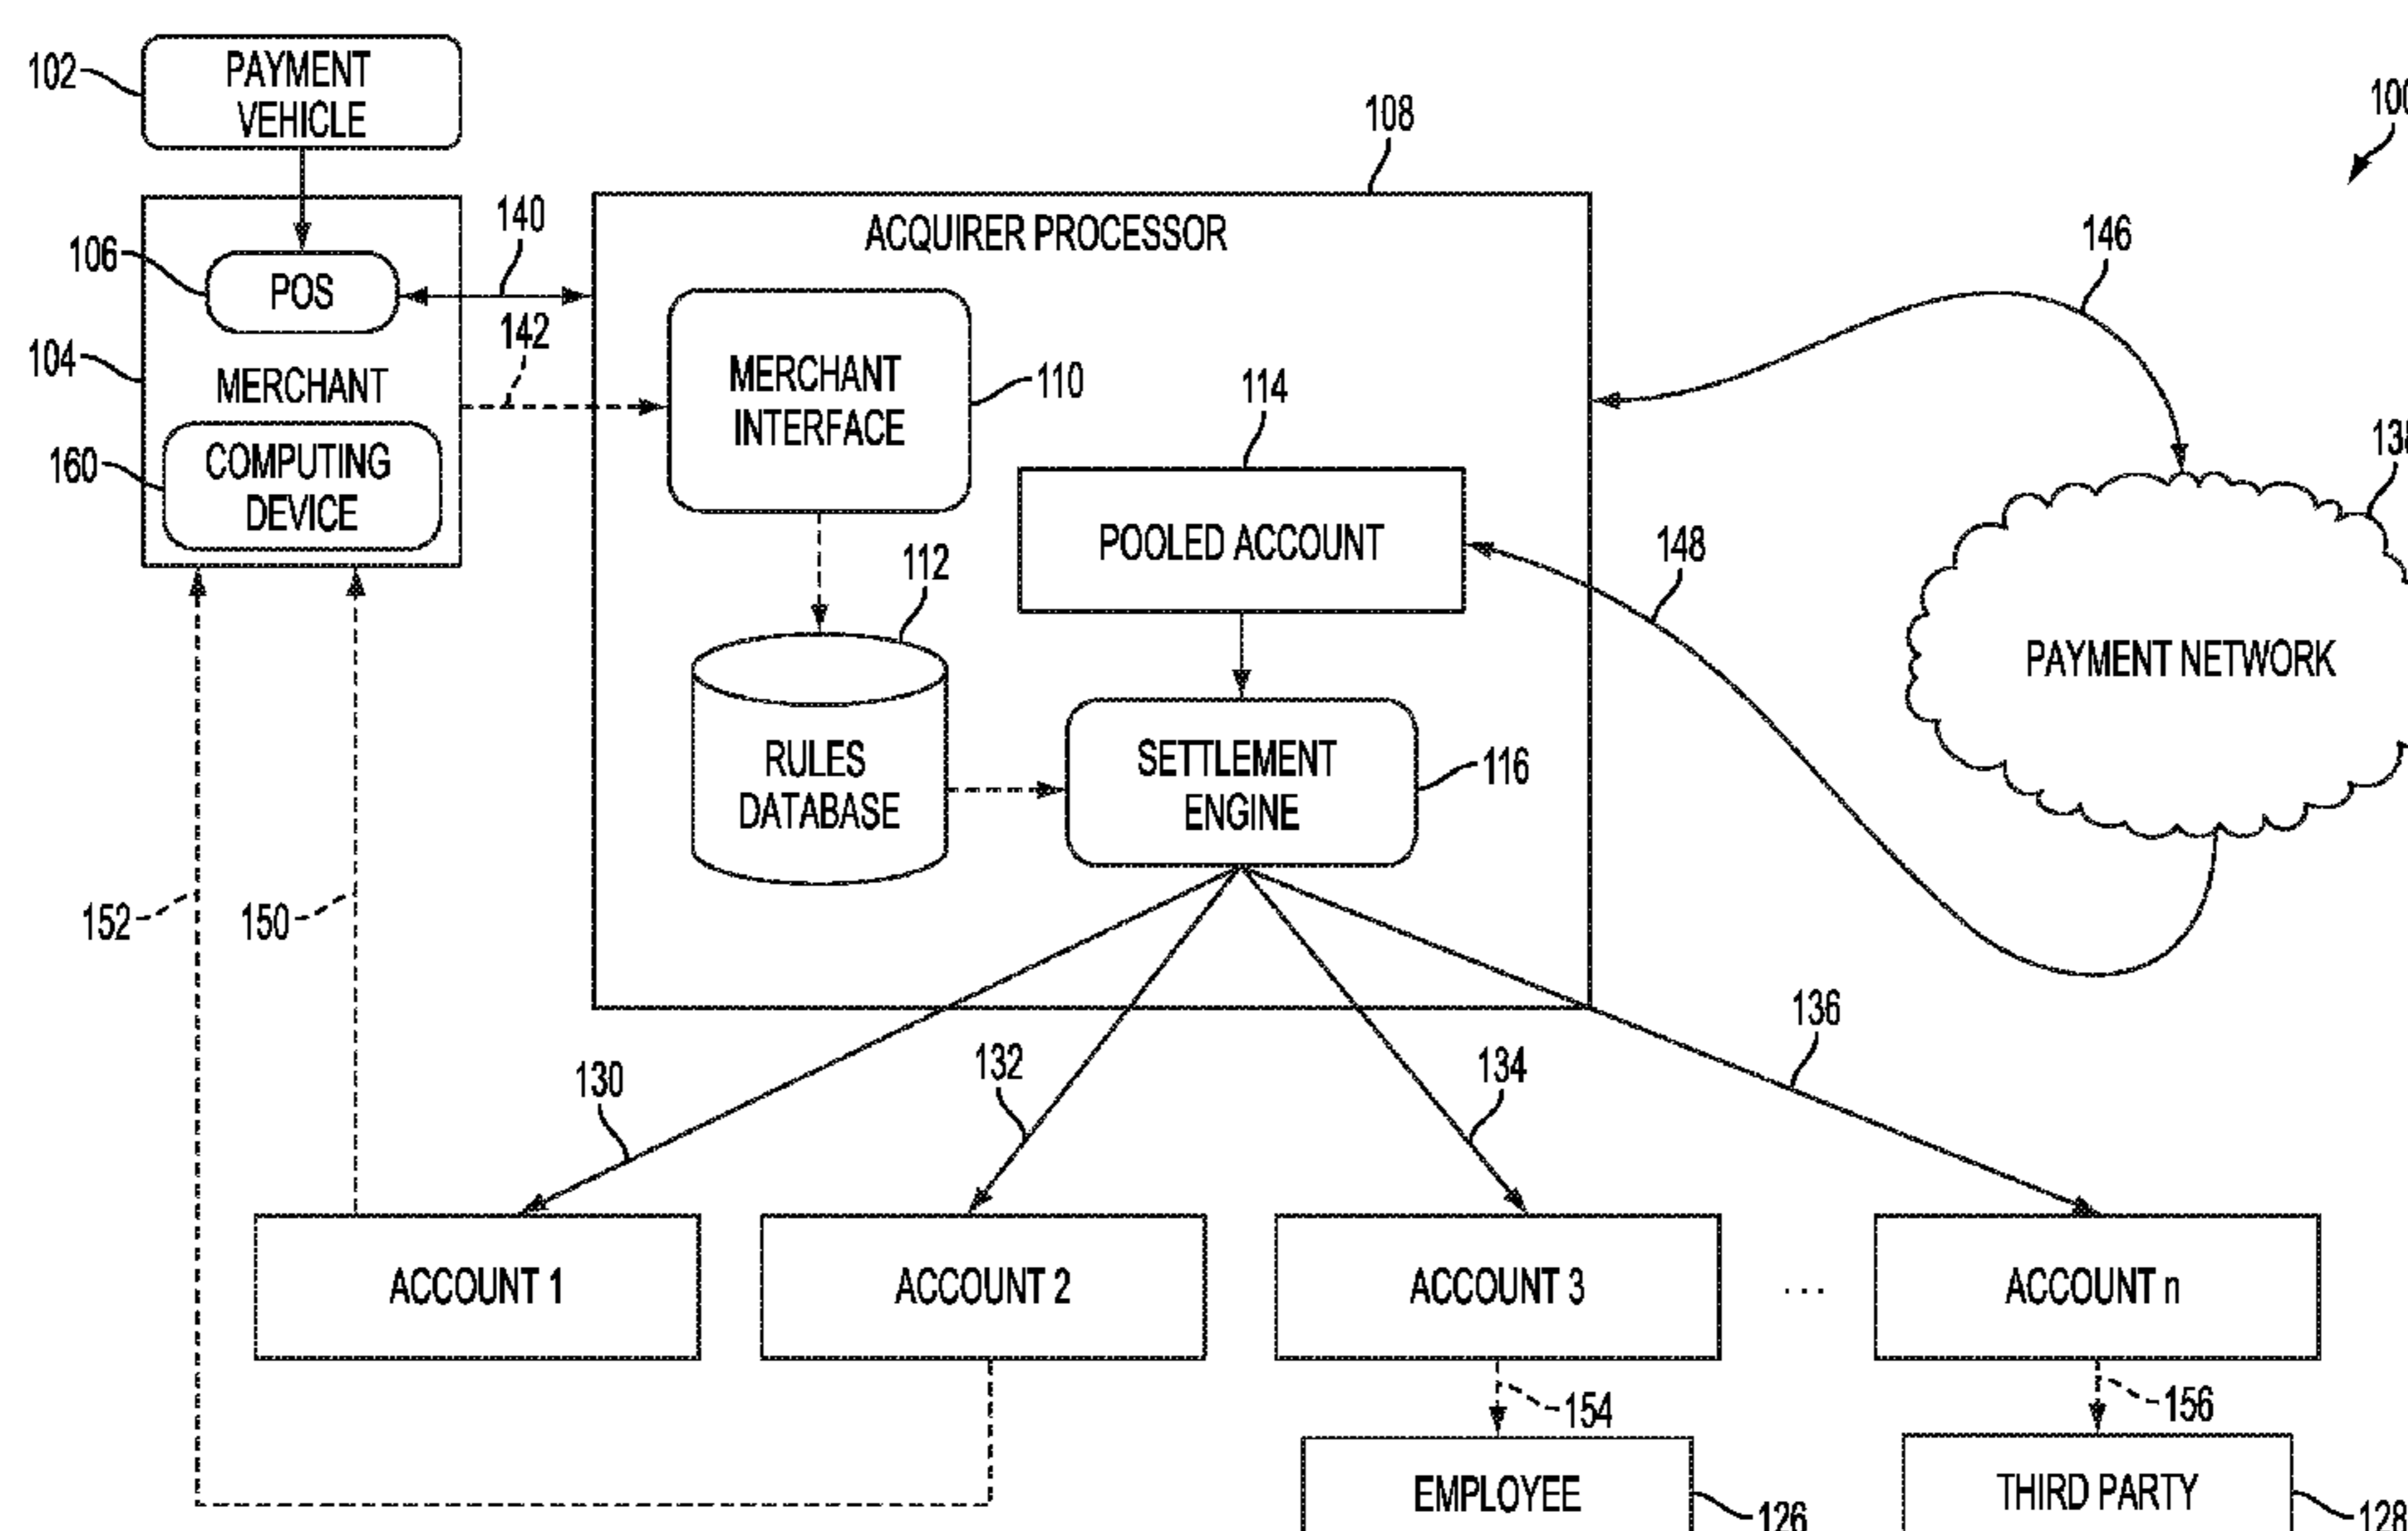 102
PAYMENT
VEHICLE
108
140
ACQUIRER PROCESSOR
146
106
POS
142
104
MERCHANT
MERCHANT
INTERFACE
110
114
160
COMPUTING
DEVICE
112
POOLED ACCOUNT
148
PAYMENT NETWORK
RULES
DATABASE
SETTLEMENT
ENGINE
116
152
150
136
130
132
134
ACCOUNT 1
ACCOUNT 2
ACCOUNT 3
...
ACCOUNT n
154
156
EMPLOYEE
126
THIRD PARTY
128